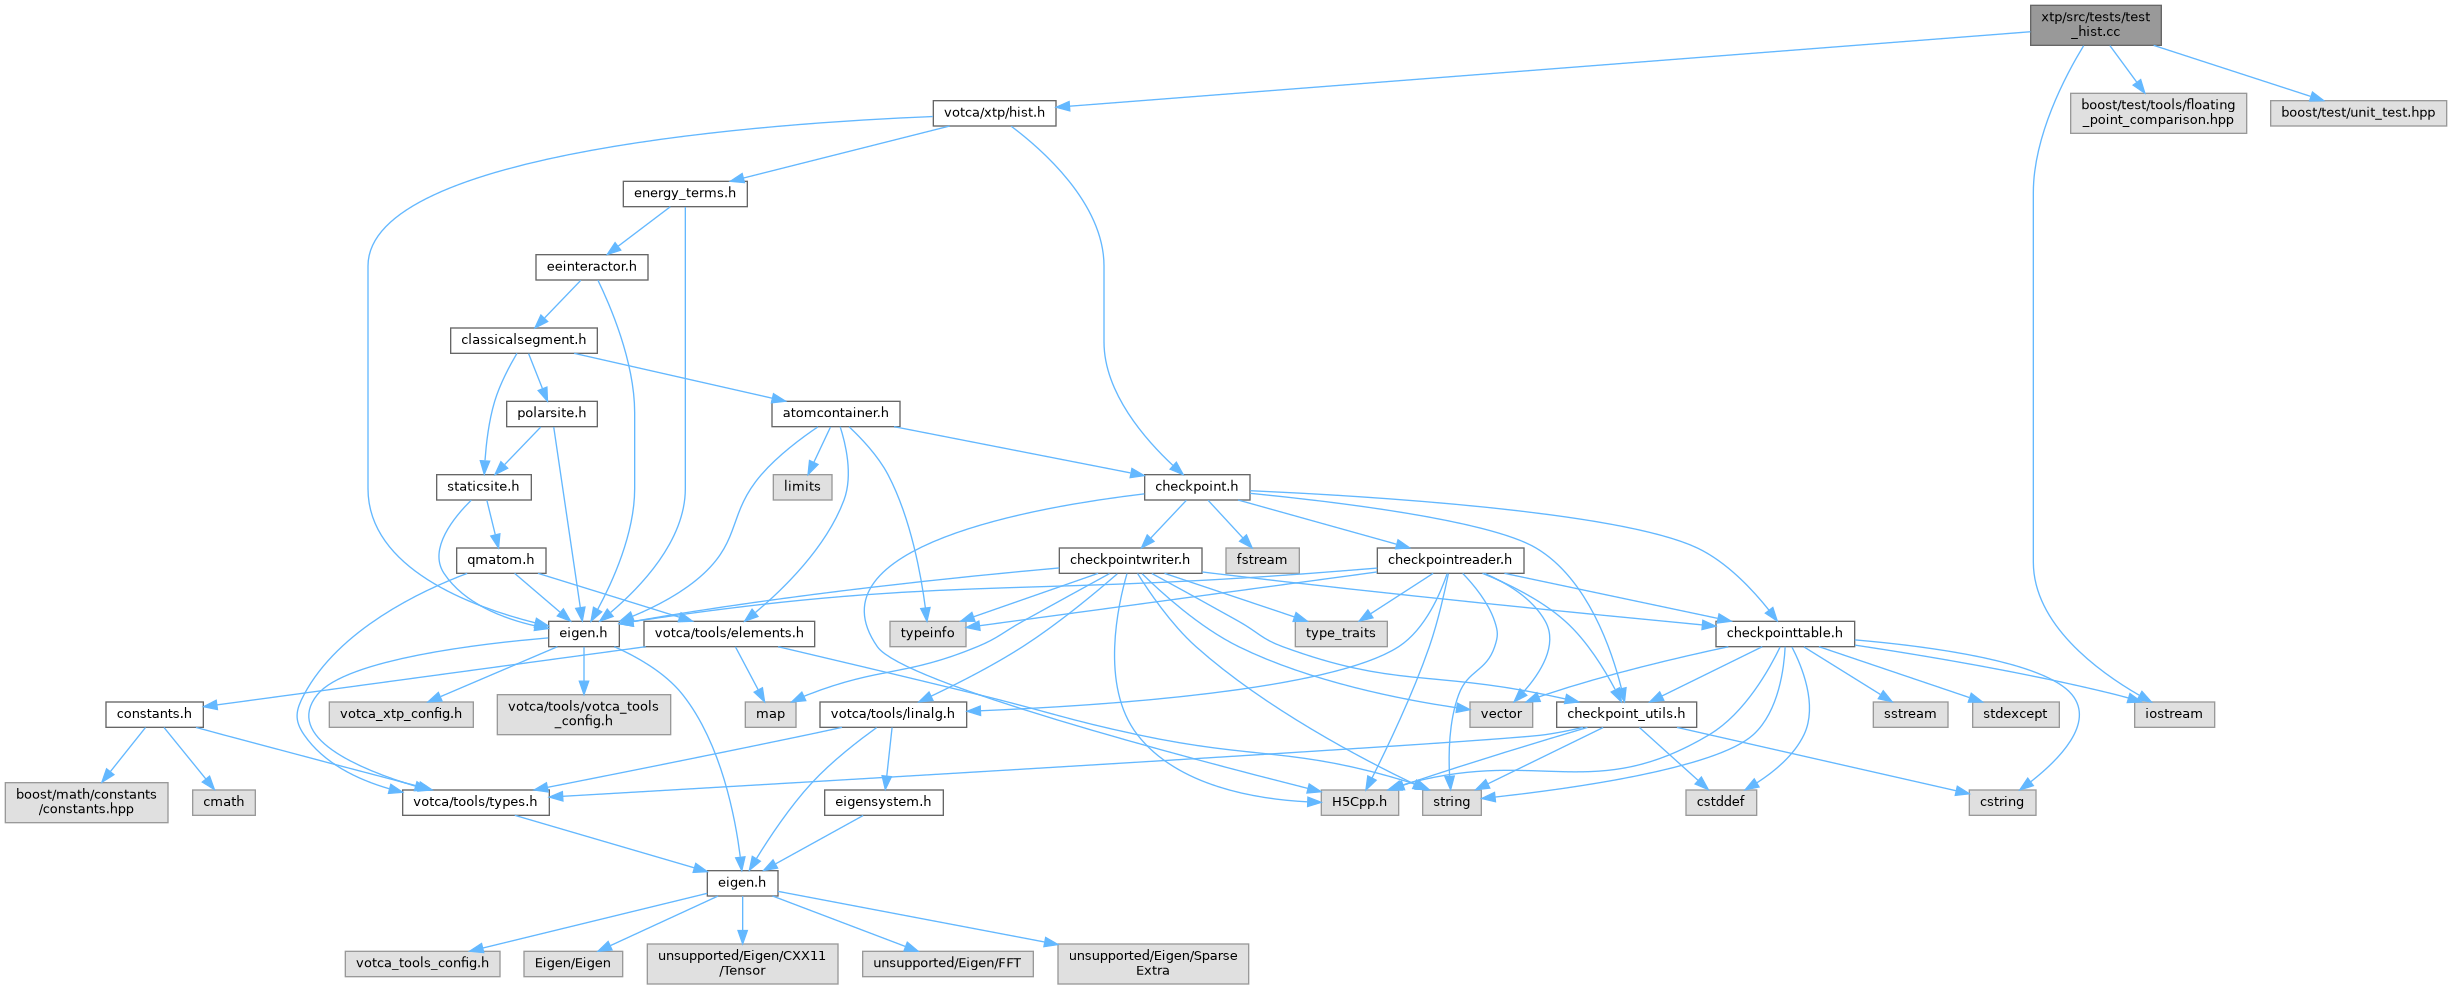 xtp/src/tests/test
_hist.cc
votca/xtp/hist.h
boost/test/tools/floating
_point_comparison.hpp
boost/test/unit_test.hpp
energy_terms.h
eeinteractor.h
classicalsegment.h
polarsite.h
atomcontainer.h
staticsite.h
limits
checkpoint.h
qmatom.h
checkpointwriter.h
fstream
checkpointreader.h
eigen.h
votca/tools/elements.h
typeinfo
type_traits
checkpointtable.h
constants.h
votca_xtp_config.h
votca/tools/votca_tools
_config.h
map
votca/tools/linalg.h
vector
checkpoint_utils.h
sstream
stdexcept
iostream
boost/math/constants
/constants.hpp
cmath
votca/tools/types.h
eigensystem.h
H5Cpp.h
string
cstddef
cstring
eigen.h
votca_tools_config.h
Eigen/Eigen
unsupported/Eigen/CXX11
/Tensor
unsupported/Eigen/FFT
unsupported/Eigen/Sparse
Extra